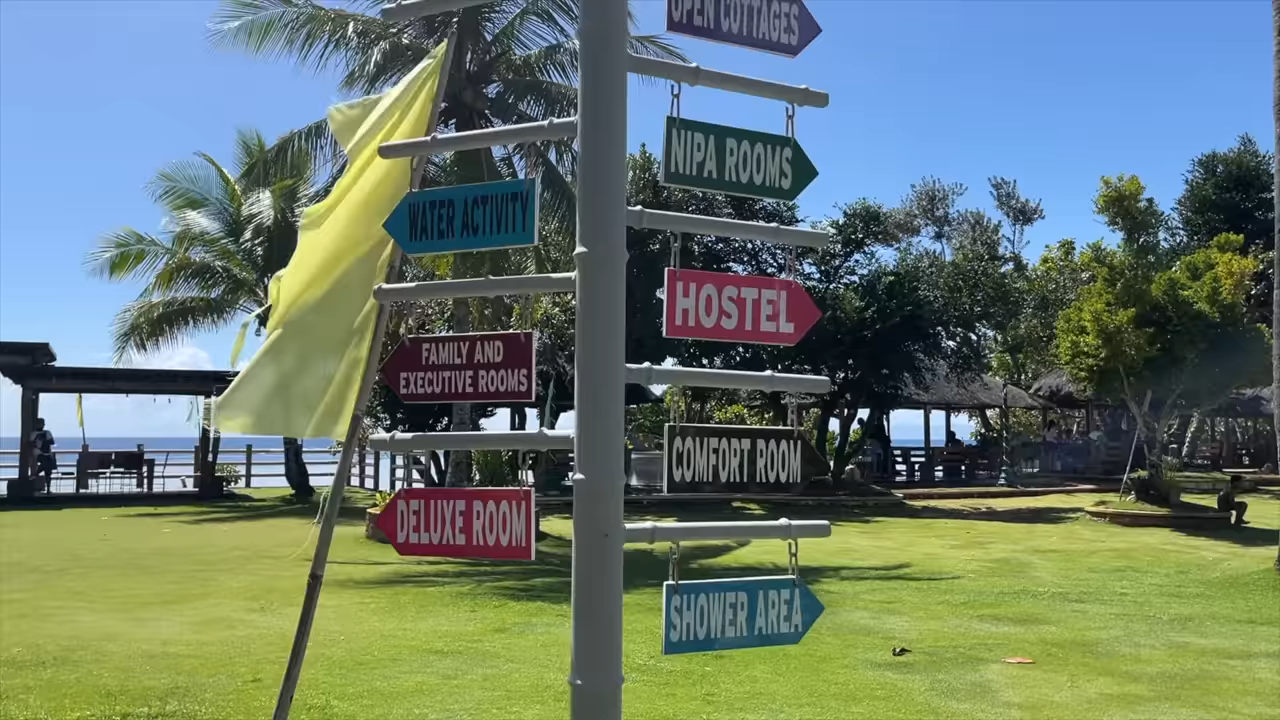 OPEN COTTAGES
NIPA ROOMS
WATER ACTIVITY
HOSTEL
FAMILY AND
EXECUTIVE ROOMS
COMFORT ROOM
DELUXE ROOM
SHOWER AREA